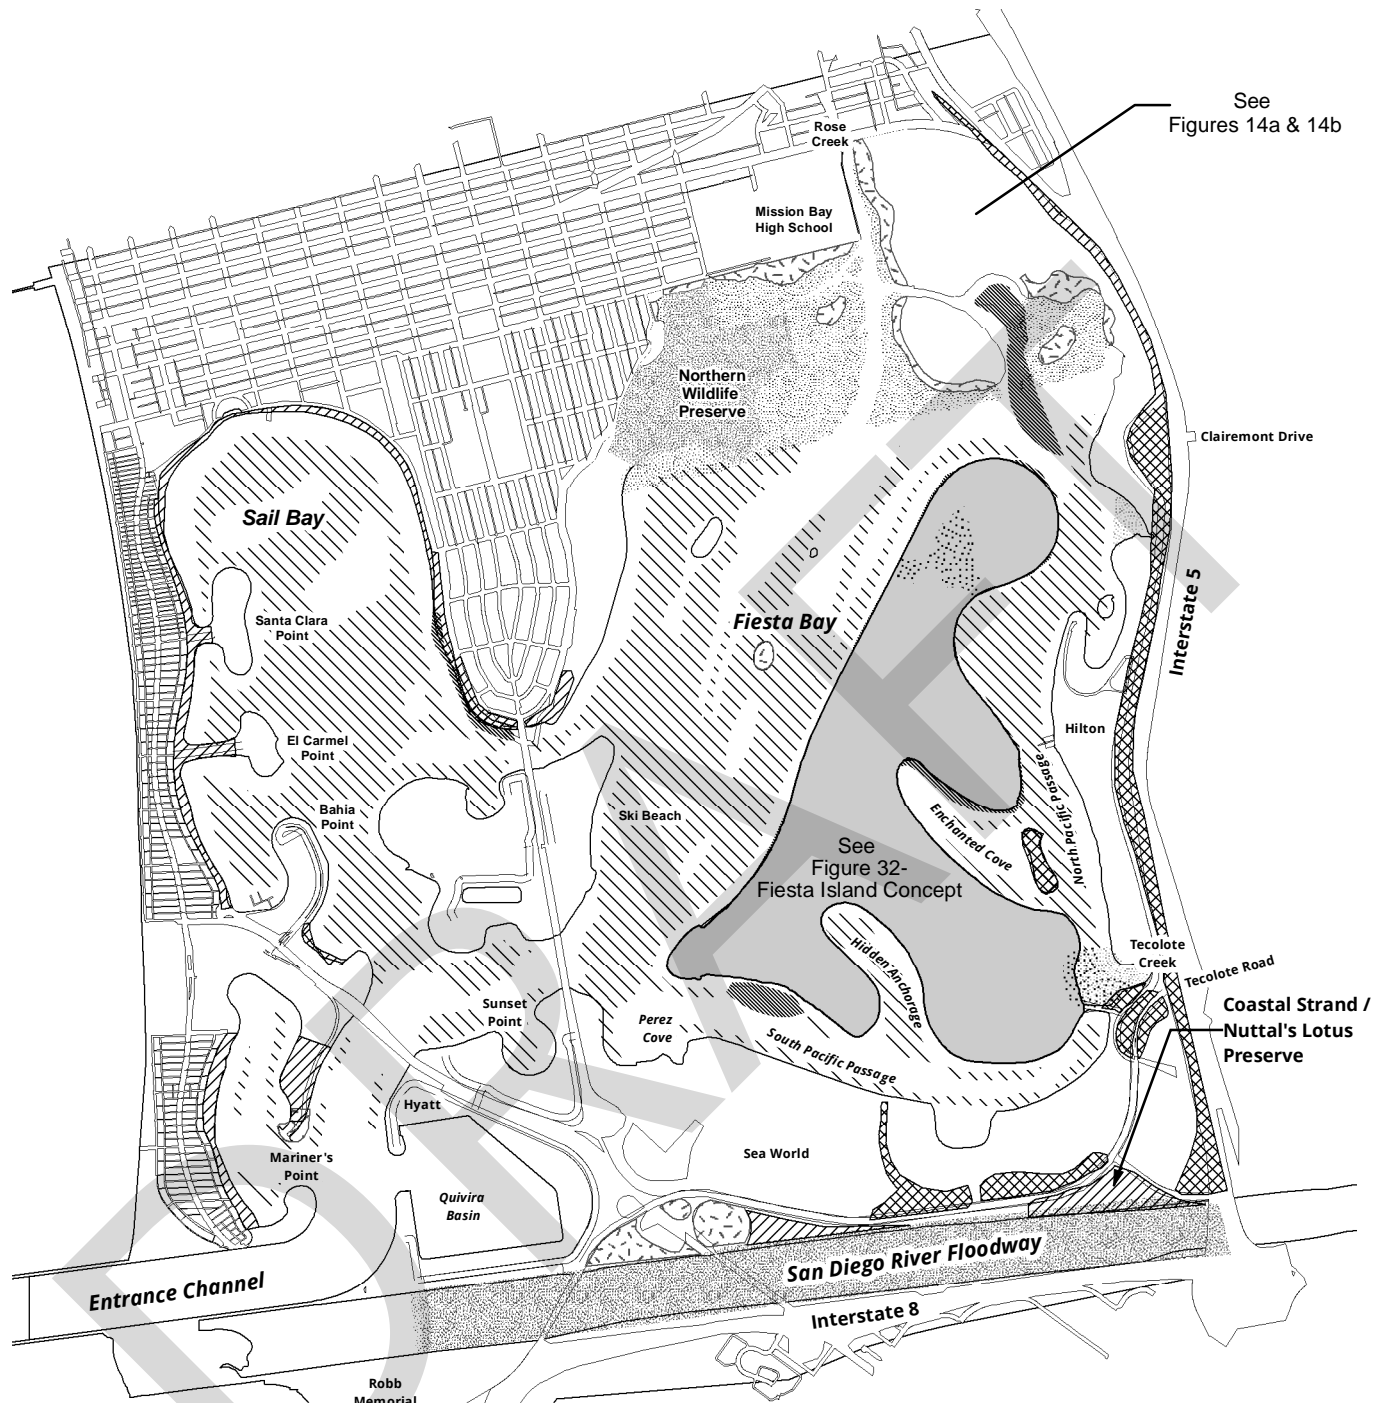 See
Figures 14a & 14b
Rose
Creek
Mission Bay
High School
Northern
Wildlife
Preserve
Clairemont Drive
Sail Bay
Interstate 5
Santa Clara
Point
Fiesta Bay
Hilton
El Carmel
Point
North Pacific Passage
Bahia
Point
Ski Beach
Enchanted Cove
See
Figure 32-
Fiesta Island Concept
Hidden Anchorage
Tecolote
Creek
Tecolote Road
Coastal Strand /
Nuttal's Lotus
Preserve
Sunset
Point
Perez
Cove
South Pacific Passage
Hyatt
Sea World
Mariner's
Point
Quivira
Basin
San Diego River Floodway
Entrance Channel
Interstate 8
Robb
Memorial
DRAFT